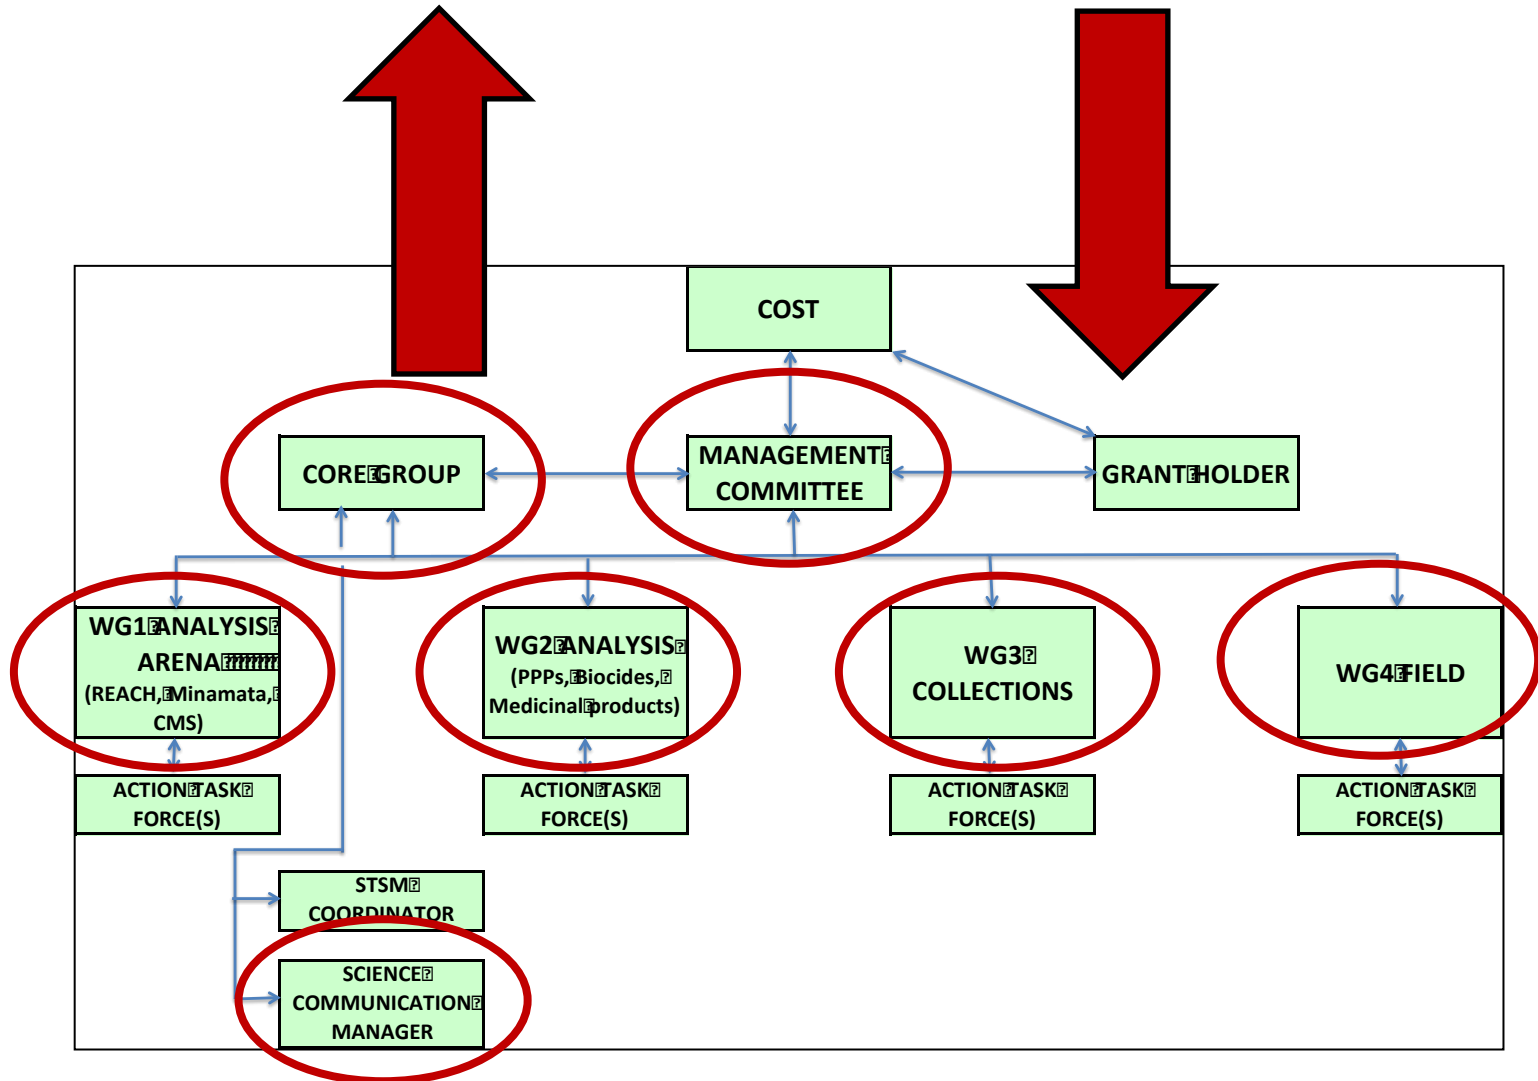 COST
CORE GROUP
MANAGEMENT
COMMITTEE
GRANT HOLDER
WG1 ANALYSIS
ARENA
(REACH, Minamata,
CMS)
WG2 ANALYSIS
(PPPs, Biocides,
Medicinal products)
WG3
COLLECTIONS
WG4 FIELD
ACTION TASK
FORCE(S)
ACTION TASK
FORCE(S)
ACTION TASK
FORCE(S)
ACTION TASK
FORCE(S)
STSM
COORDINATOR
SCIENCE
COMMUNICATION
MANAGER